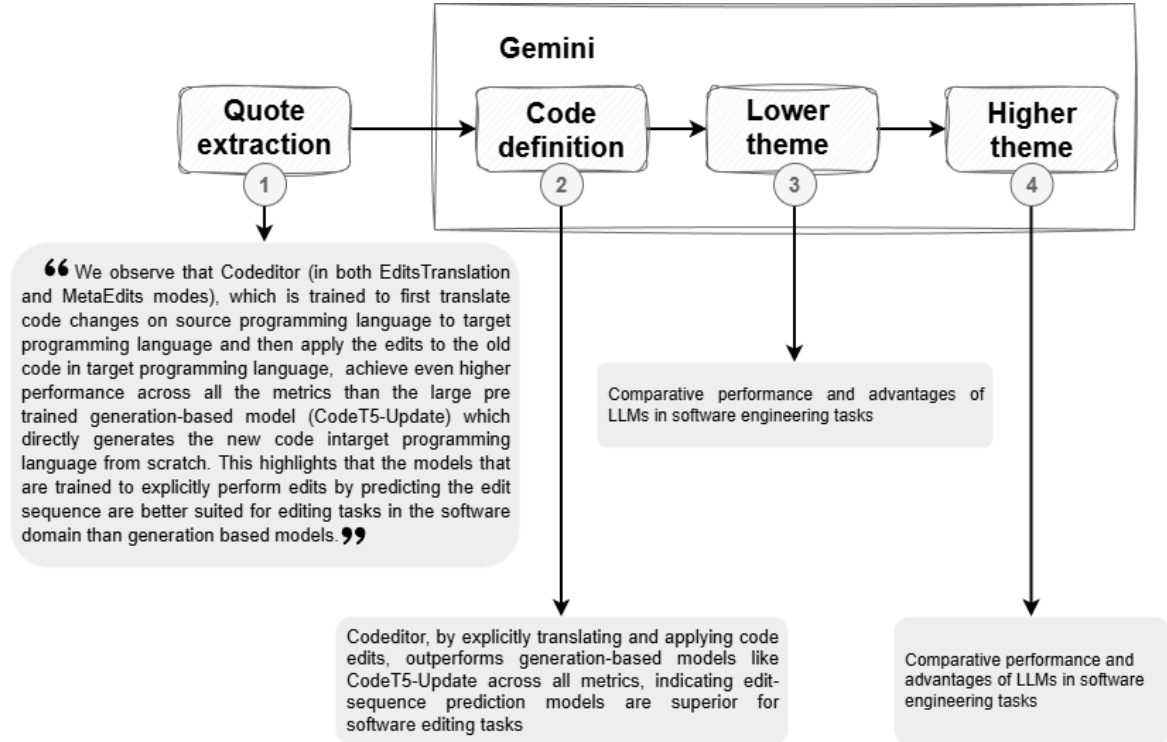 Gemini
Quote
extraction
1
Code
definition
2
Lower
theme
3
Higher
theme
4
“ We observe that Codeditor (in both EditsTranslation
and MetaEdits modes), which is trained to first translate
code changes on source programming language to target
programming language and then apply the edits to the old
code in target programming language, achieve even higher
performance across all the metrics than the large pre
trained generation-based model (CodeT5-Update) which
directly generates the new code intarget programming
language from scratch. This highlights that the models that
are trained to explicitly perform edits by predicting the edit
sequence are better suited for editing tasks in the software
domain than generation based models. ”
Comparative performance and advantages of
LLMs in software engineering tasks
Codeditor, by explicitly translating and applying code
edits, outperforms generation-based models like
CodeT5-Update across all metrics, indicating edit-
sequence prediction models are superior for
software editing tasks
Comparative performance and
advantages of LLMs in software
engineering tasks